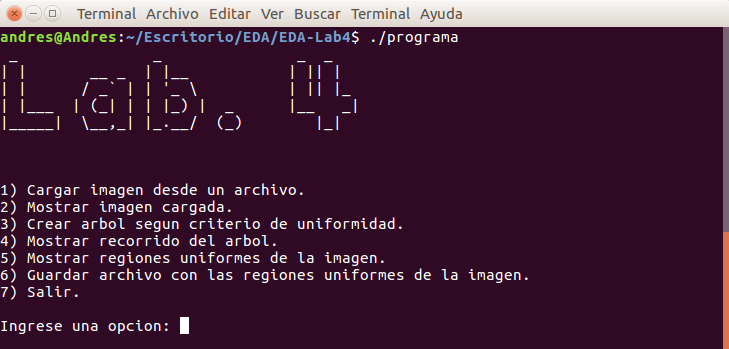 Terminal Archivo Editar Ver Buscar Terminal Ayuda
andres@Andres:~/Escritorio/EDA/EDA-Lab4$ ./programa
Lab. 4
1) Cargar imagen desde un archivo.
2) Mostrar imagen cargada.
3) Crear arbol segun criterio de uniformidad.
4) Mostrar recorrido del arbol.
5) Mostrar regiones uniformes de la imagen.
6) Guardar archivo con las regiones uniformes de la imagen.
7) Salir.
Ingrese una opcion: